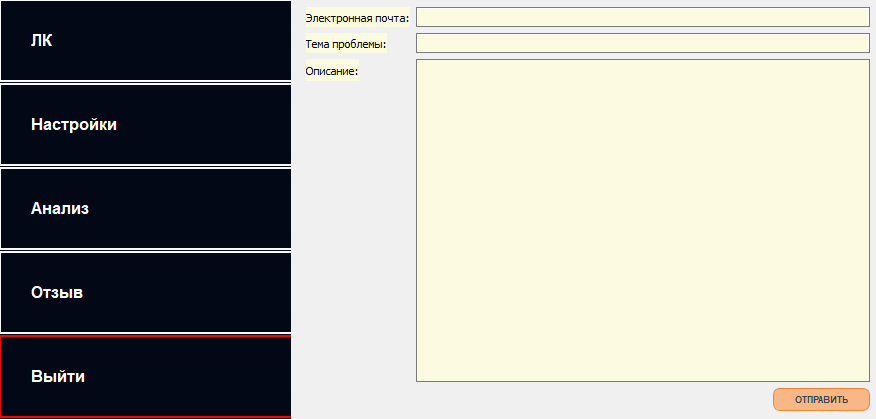 ЛК
Настройки
Анализ
Отзыв
Выйти
Электронная почта:
Тема проблемы:
Описание:
ОТПРАВИТЬ